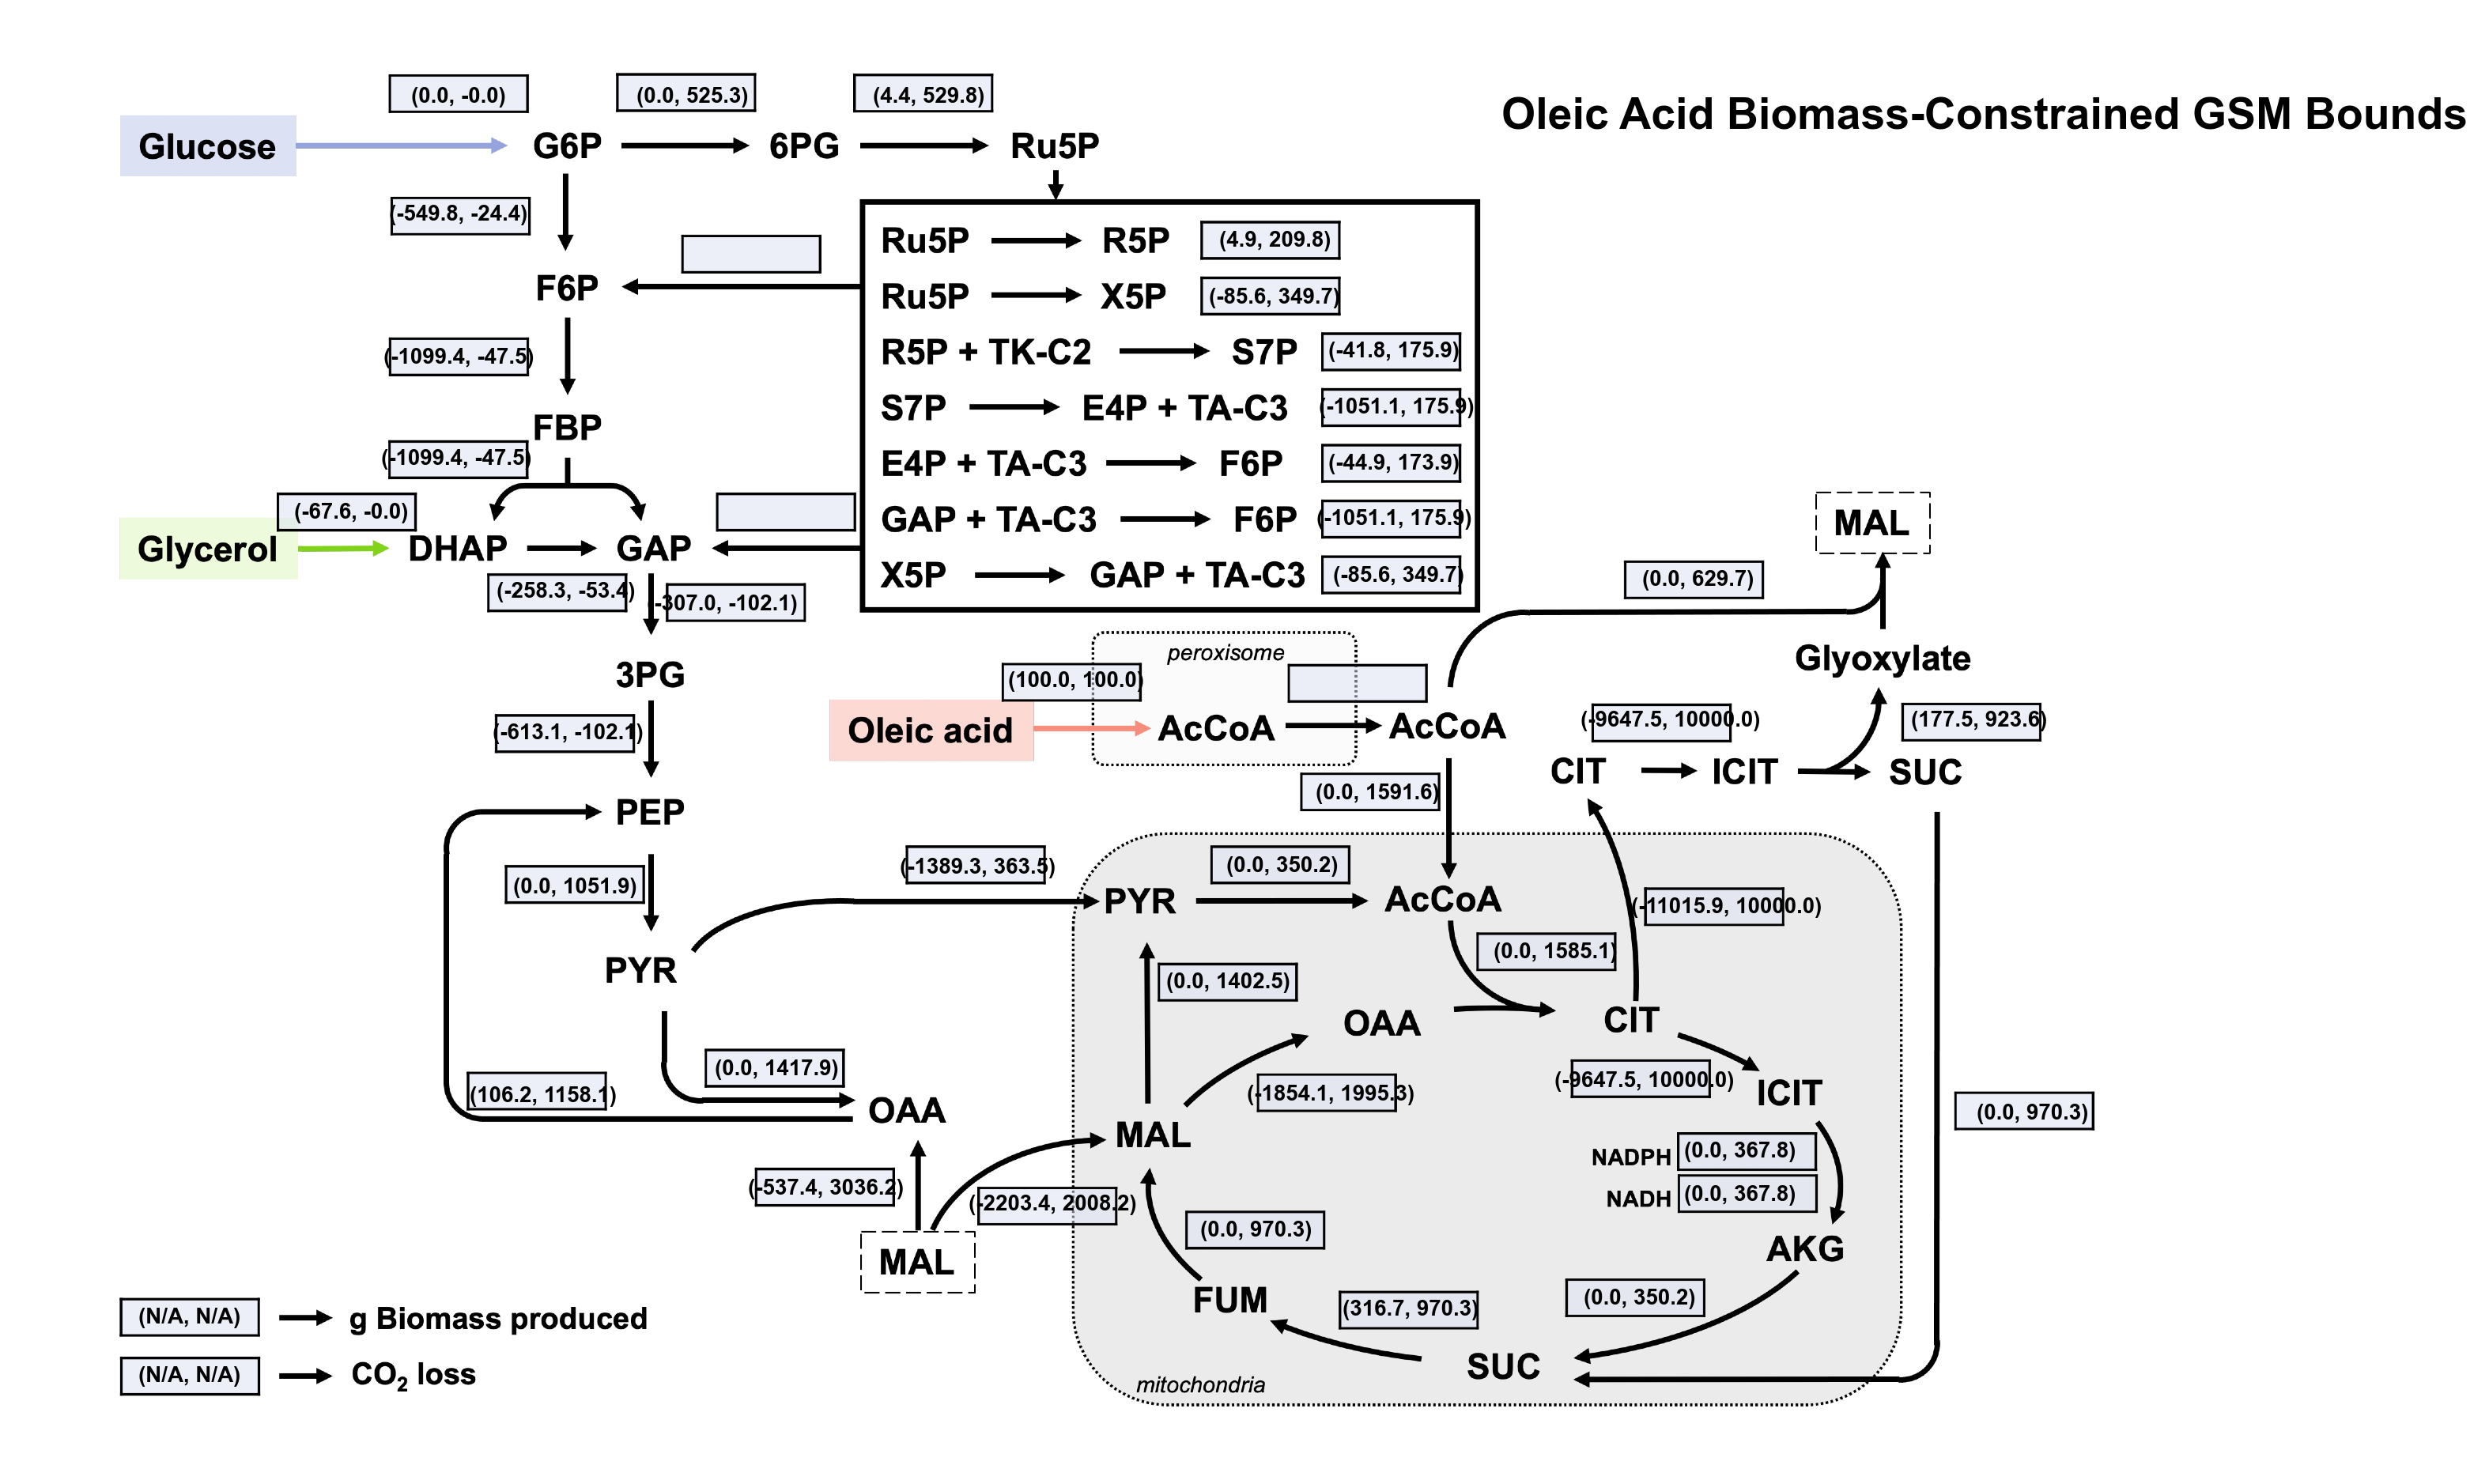 Oleic Acid Biomass-Constrained GSM Bounds
(0.0, -0.0)
(0.0, 525.3)
(4.4, 529.8)
Glucose
G6P
6PG
Ru5P
(-549.8, -24.4)
Ru5P
R5P
(4.9, 209.8)
F6P
Ru5P
X5P
(-85.6, 349.7)
(-1099.4, -47.5)
R5P + TK-C2
S7P
(-41.8, 175.9)
FBP
S7P
E4P + TA-C3
(-1051.1, 175.9)
(-1099.4, -47.5)
E4P + TA-C3
F6P
(-44.9, 173.9)
(-67.6, -0.0)
GAP + TA-C3
F6P
(-1051.1, 175.9)
MAL
Glycerol
DHAP
GAP
X5P
GAP + TA-C3
(-85.6, 349.7)
(0.0, 629.7)
(-258.3, -53.4)
(-307.0, -102.1)
peroxisome
Glyoxylate
3PG
(100.0, 100.0)
(-613.1, -102.1)
Oleic acid
AcCoA
AcCoA
(-9647.5, 10000.0)
(177.5, 923.6)
CIT
ICIT
SUC
PEP
(0.0, 1591.6)
(0.0, 1051.9)
(-1389.3, 363.5)
(0.0, 350.2)
PYR
AcCoA
(-11015.9, 10000.0)
PYR
(0.0, 1402.5)
(0.0, 1585.1)
OAA
CIT
(0.0, 1417.9)
(106.2, 1158.1)
(-1854.1, 1995.3)
(-9647.5, 10000.0)
ICIT
OAA
MAL
(0.0, 970.3)
NADPH
(0.0, 367.8)
(-537.4, 3036.2)
(-2203.4, 2008.2)
NADH
(0.0, 367.8)
(0.0, 970.3)
MAL
AKG
FUM
(316.7, 970.3)
(0.0, 350.2)
(N/A, N/A)
g Biomass produced
SUC
(N/A, N/A)
CO2 loss
mitochondria